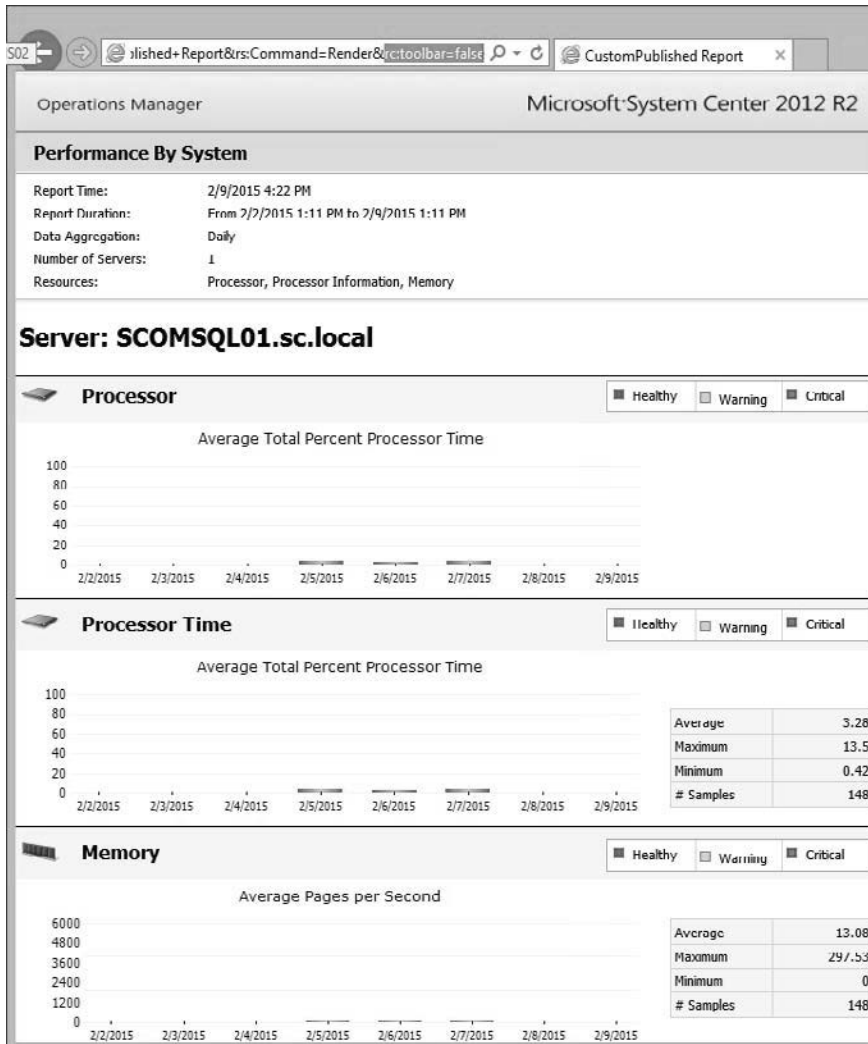 S02
blished+Report&rs:Command=Render&rc:toolbar=false
CustomPublished Report
Operations Manager
Microsoft System Center 2012 R2
Performance By System
Report Time: 2/9/2015 4:22 PM
Report Duration: From 2/2/2015 1:11 PM to 2/9/2015 1:11 PM
Data Aggregation: Daily
Number of Servers: 1
Resources: Processor, Processor Information, Memory
Server: SCOMSQL01.sc.local
Processor
Healthy Warning Critical
Average Total Percent Processor Time
100
80
60
40
20
0
2/2/2015 2/3/2015 2/4/2015 2/5/2015 2/6/2015 2/7/2015 2/8/2015 2/9/2015
Processor Time
Healthy Warning Critical
Average Total Percent Processor Time
100
80
60
40
20
0
2/2/2015 2/3/2015 2/4/2015 2/5/2015 2/6/2015 2/7/2015 2/8/2015 2/9/2015
Average 3.28
Maximum 13.5
Minimum 0.42
# Samples 148
Memory
Healthy Warning Critical
Average Pages per Second
6000
4800
3600
2400
1200
0
2/2/2015 2/3/2015 2/4/2015 2/5/2015 2/6/2015 2/7/2015 2/8/2015 2/9/2015
Average 13.08
Maximum 297.53
Minimum 0
# Samples 148